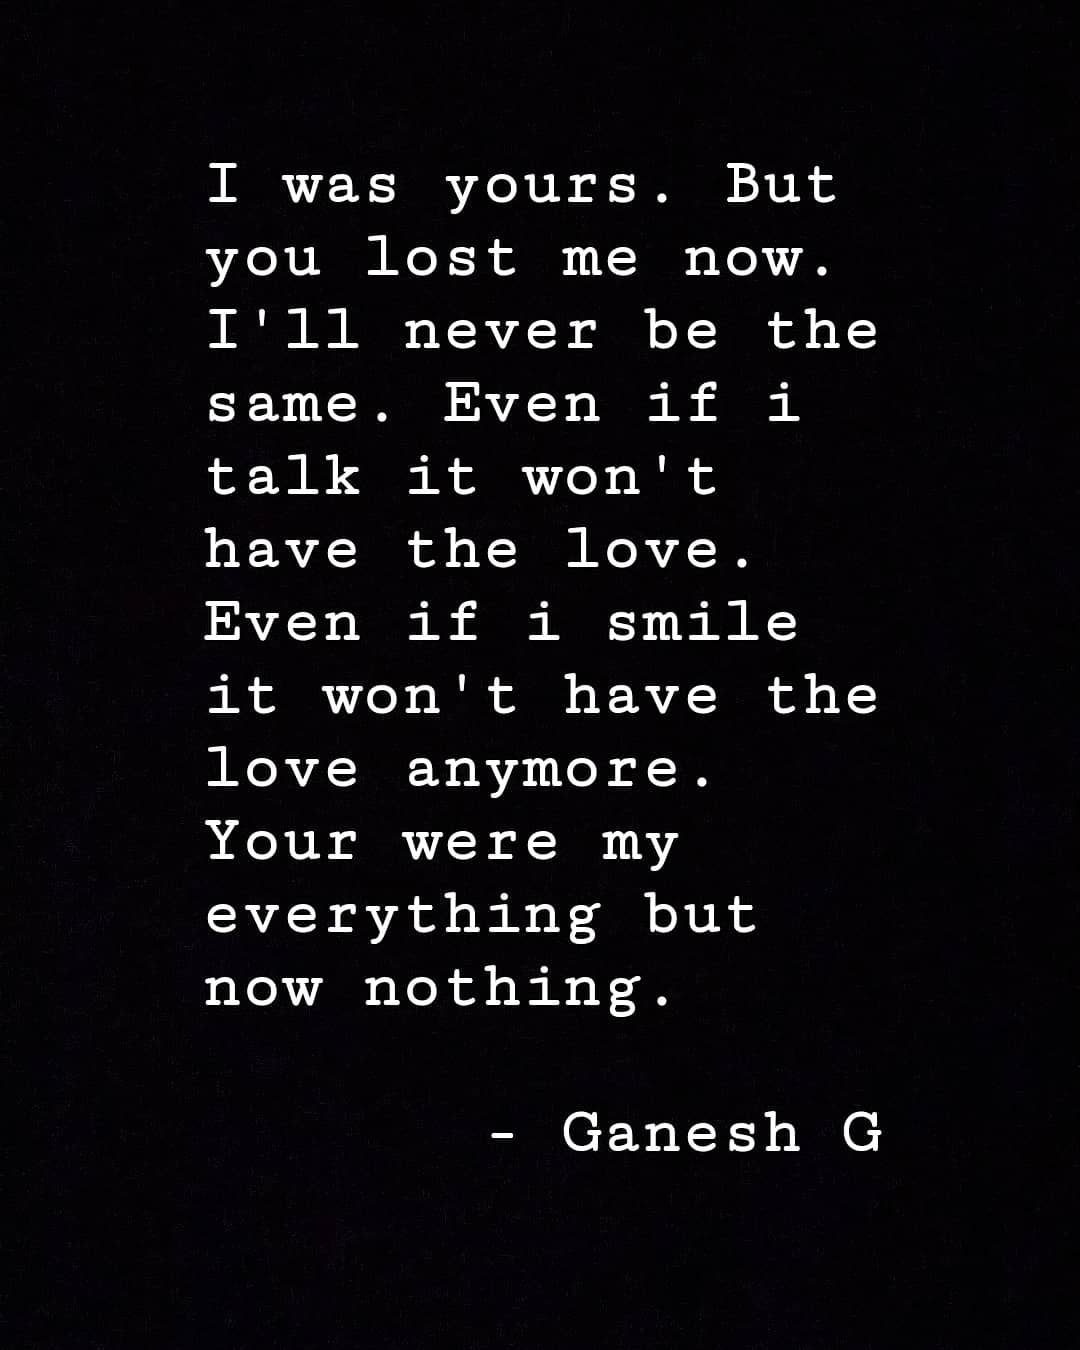 I was yours. But
you lost me now.
I'll never be the
same. Even if i
talk it won't
have the love.
Even if i smile
it won't have the
love anymore.
Your were my
everything but
now nothing.
- Ganesh G